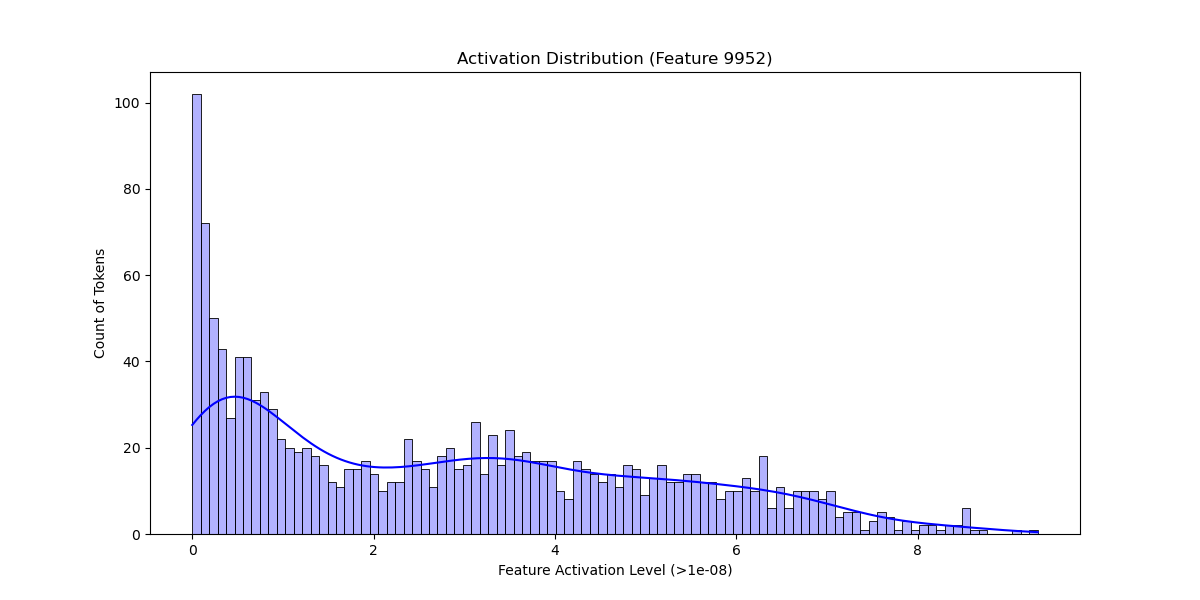 Activation Distribution (Feature 9952)
100
80
60
40
20
0
Count of Tokens
0 2 4 6 8
Feature Activation Level (>1e-08)